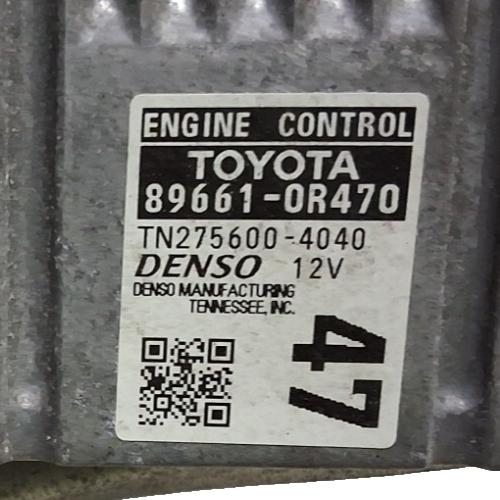 ENGINE CONTROL
TOYOTA
89661-0R470
TN275600-4040
DENSO 12V
DENSO MANUFACTURING
TENNESSEE, INC.
47